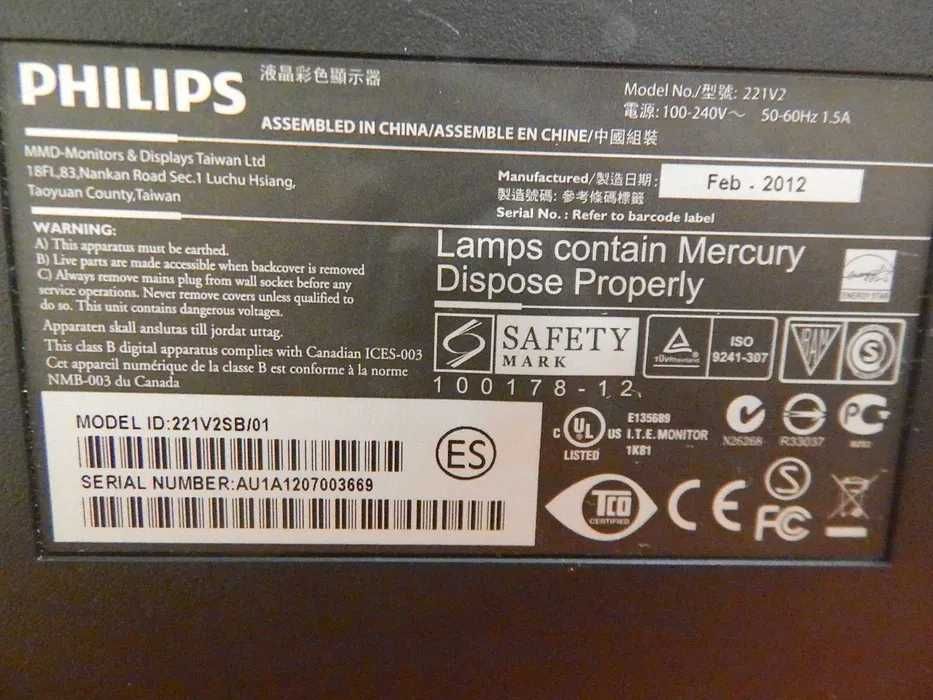 PHILIPS 液晶彩色顯示器
ASSEMBLED IN CHINA/ASSEMBLE EN CHINE/中國組裝
Model No./型號: 221V2
電源: 100-240V～ 50-60Hz 1.5A
MMD-Monitors & Displays Taiwan Ltd
18Fl.,83,Nankan Road Sec.1 Luchu Hsiang,
Taoyuan County,Taiwan
Manufactured/製造日期: Feb . 2012
製造號碼: 參考條碼標籤
Serial No. : Refer to barcode label
WARNING:
A) This apparatus must be earthed.
B) Live parts are made accessible when backcover is removed
C) Always remove mains plug from wall socket before any
service operations. Never remove covers unless qualified to
do so. This unit contains dangerous voltages.
Apparaten skall anslutas till jordat uttag.
This class B digital apparatus complies with Canadian ICES-003
Cet appareil numérique de la classe B est conforme à la norme
NMB-003 du Canada
Lamps contain Mercury
Dispose Properly
ENERGY STAR
SAFETY
MARK
100178-12
TÜVRheinland
ISO
9241-307
VRAM
S
MODEL ID:221V2SB/01
SERIAL NUMBER:AU1A1207003669
ES
C UL US
LISTED
E135689
I.T.E. MONITOR
1K81
N26268
R33037
PC
TCO
CERTIFIED
CE
S
FC